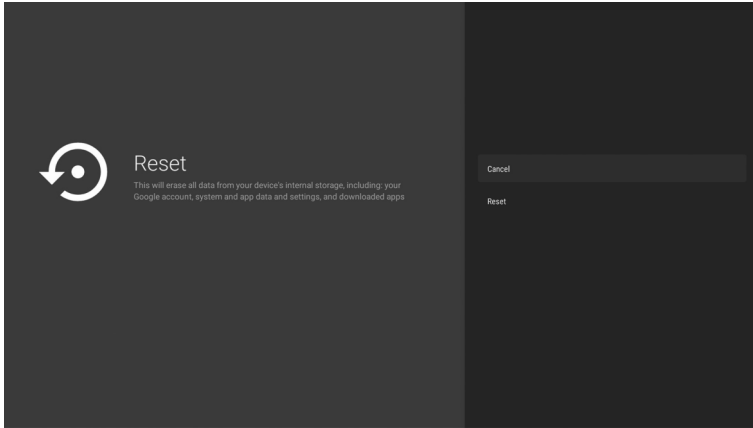 Reset
This will erase all data from your device's internal storage, including: your
Google account, system and app data and settings, and downloaded apps
Cancel
Reset